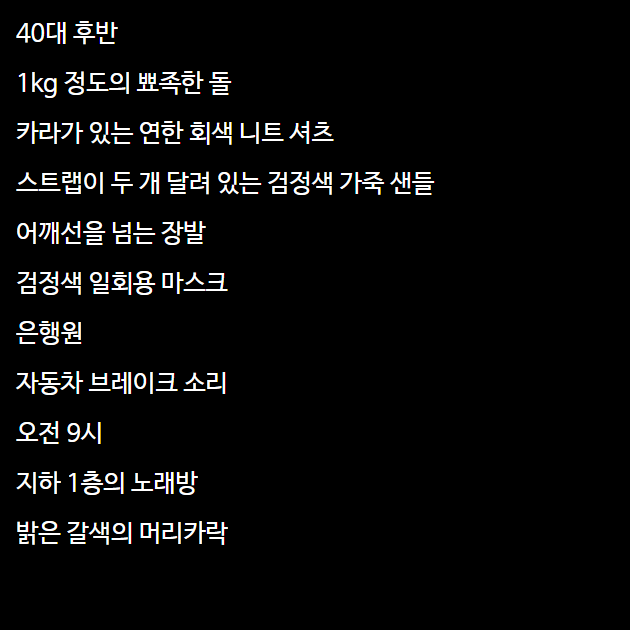 40대 후반
1kg 정도의 뾰족한 돌
카라가 있는 연한 회색 니트 셔츠
스트랩이 두 개 달려 있는 검정색 가죽 샌들
어깨선을 넘는 장발
검정색 일회용 마스크
은행원
자동차 브레이크 소리
오전 9시
지하 1층의 노래방
밝은 갈색의 머리카락